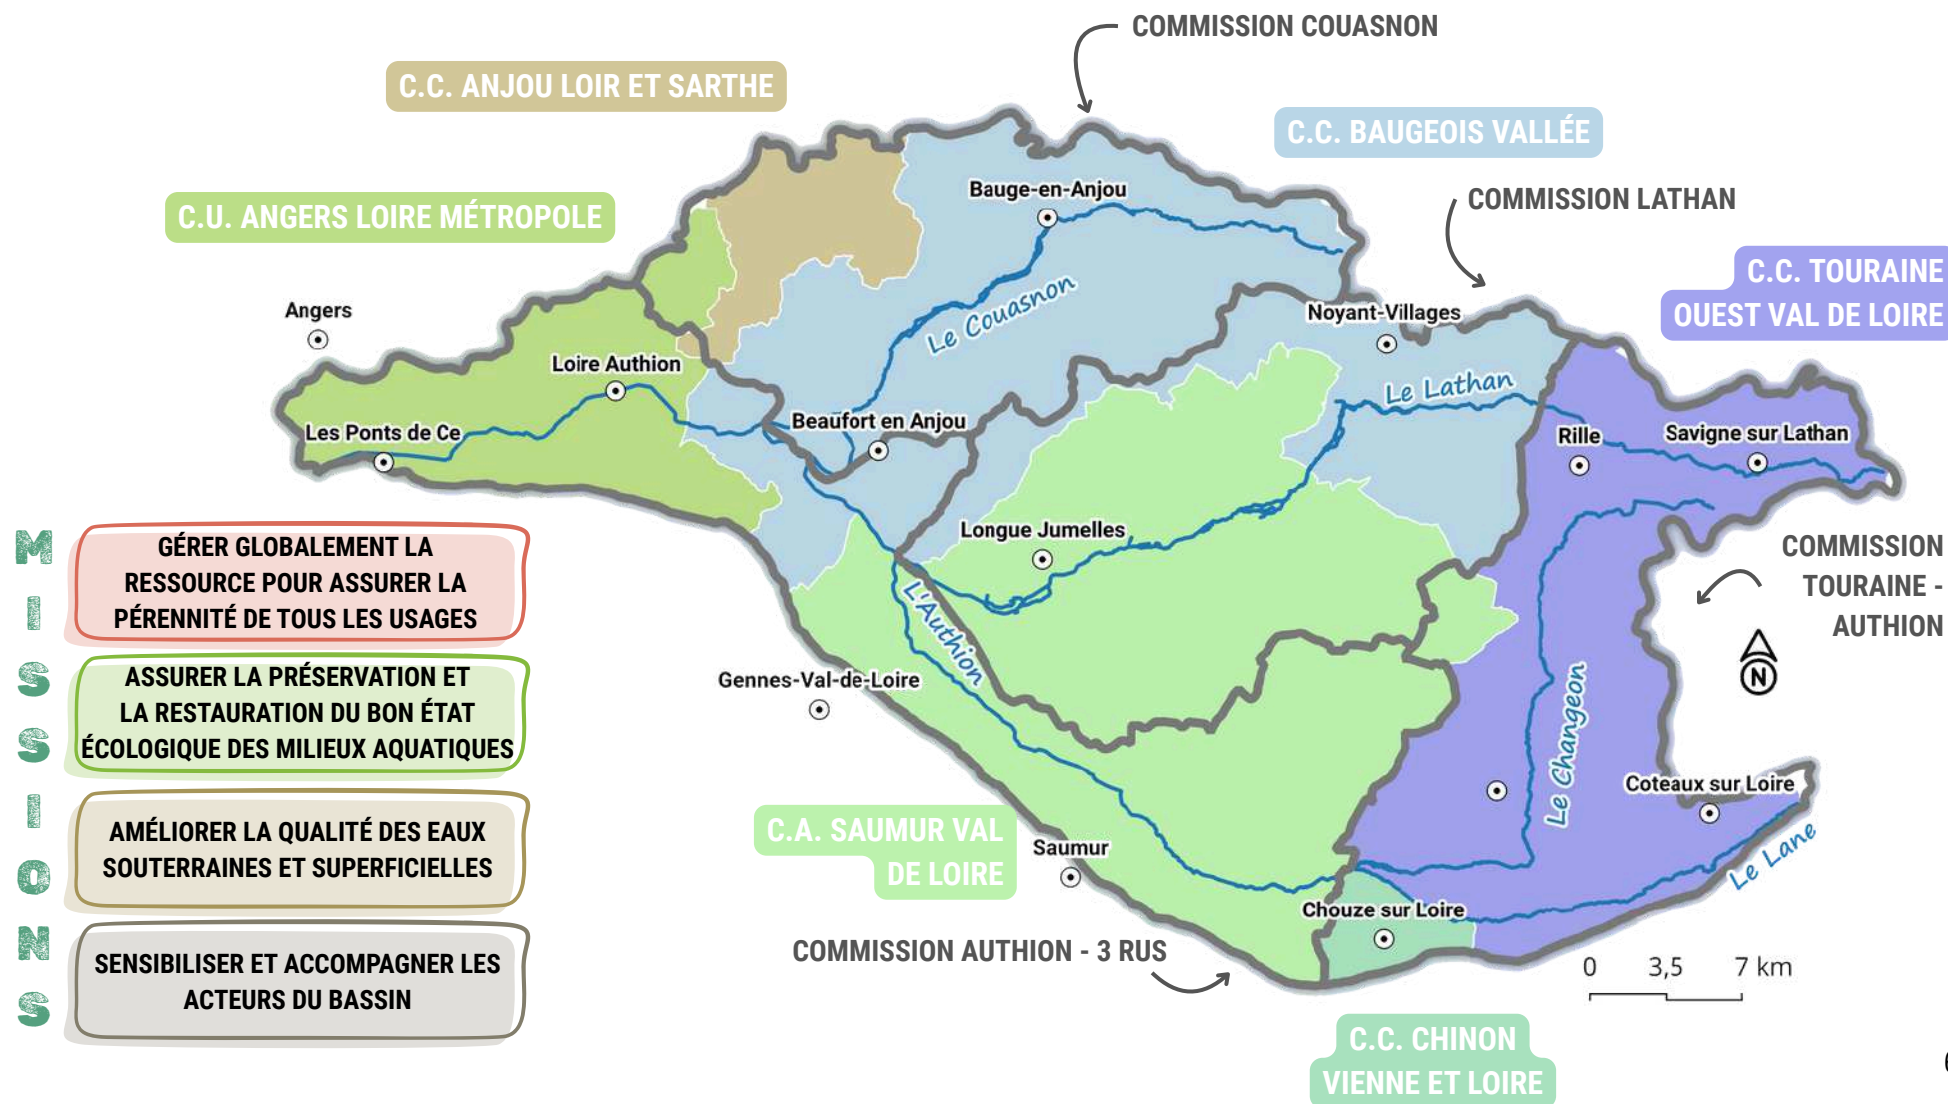 COMMISSION COUASNON
C.C. ANJOU LOIR ET SARTHE
C.C. BAUGEOIS VALLÉE
Bauge-en-Anjou
COMMISSION LATHAN
C.U. ANGERS LOIRE MÉTROPOLE
C.C. TOURAINE
OUEST VAL DE LOIRE
Angers
Le Couasnon
Noyant-Villages
Loire Authion
Le Lathan
Beaufort en Anjou
Les Ponts de Ce
Rille
Savigne sur Lathan
Longue Jumelles
COMMISSION
TOURAINE -
AUTHION
L'Authion
N
Gennes-Val-de-Loire
Le Changeon
Coteaux sur Loire
Le Lane
C.A. SAUMUR VAL
DE LOIRE
Saumur
Chouze sur Loire
COMMISSION AUTHION - 3 RUS
0 3,5 7 km
C.C. CHINON
VIENNE ET LOIRE
MISSIONS
GÉRER GLOBALEMENT LA
RESSOURCE POUR ASSURER LA
PÉRENNITÉ DE TOUS LES USAGES
ASSURER LA PRÉSERVATION ET
LA RESTAURATION DU BON ÉTAT
ÉCOLOGIQUE DES MILIEUX AQUATIQUES
AMÉLIORER LA QUALITÉ DES EAUX
SOUTERRAINES ET SUPERFICIELLES
SENSIBILISER ET ACCOMPAGNER LES
ACTEURS DU BASSIN